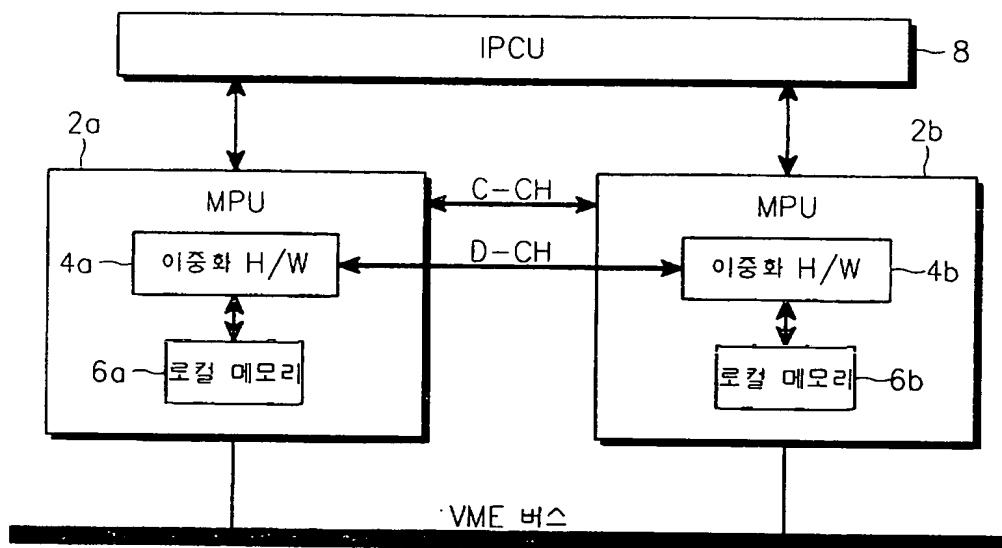 IPCU
8
2a
2b
MPU
C-CH
MPU
4a
이중화 H/W
D-CH
이중화 H/W
4b
6a
로컬 메모리
로컬 메모리
6b
VME 버스